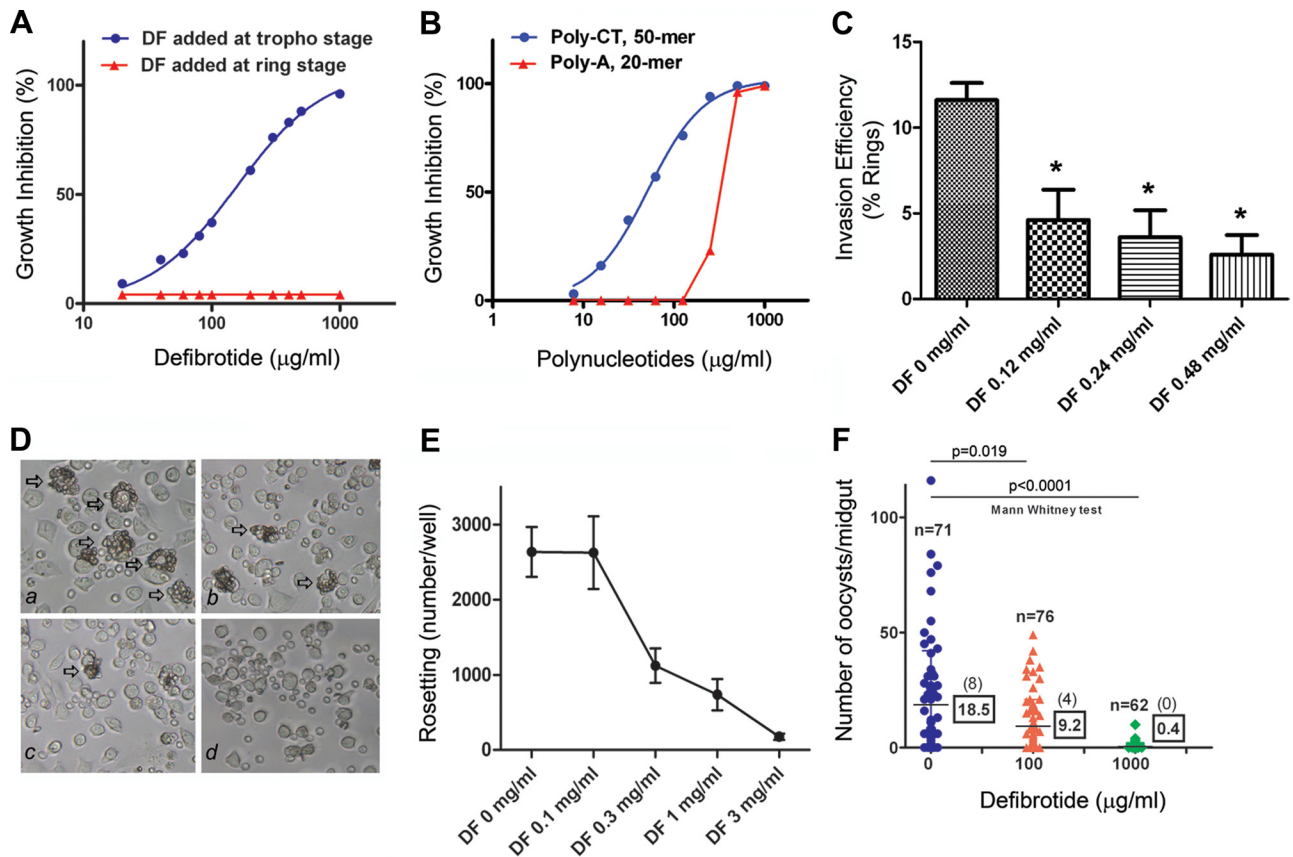 A
DF added at tropho stage
DF added at ring stage
Growth Inhibition (%)
100
50
0
10
100
1000
Defibrotide (μg/ml)
B
Poly-CT, 50-mer
Poly-A, 20-mer
Growth Inhibition (%)
100
50
0
1
10
100
1000
Polynucleotides (μg/ml)
C
Invasion Efficiency
(% Rings)
15
10
5
0
*
*
*
DF 0 mg/ml
DF 0.12 mg/ml
DF 0.24 mg/ml
DF 0.48 mg/ml
D
a
b
c
d
E
Rosetting (number/well)
3000
2000
1000
0
DF 0 mg/ml
DF 0.1 mg/ml
DF 0.3 mg/ml
DF 1 mg/ml
DF 3 mg/ml
F
p=0.019
p<0.0001
Mann Whitney test
Number of oocysts/midgut
100
50
0
n=71
n=76
n=62
(8)
18.5
(4)
9.2
(0)
0.4
0
100
1000
Defibrotide (μg/ml)